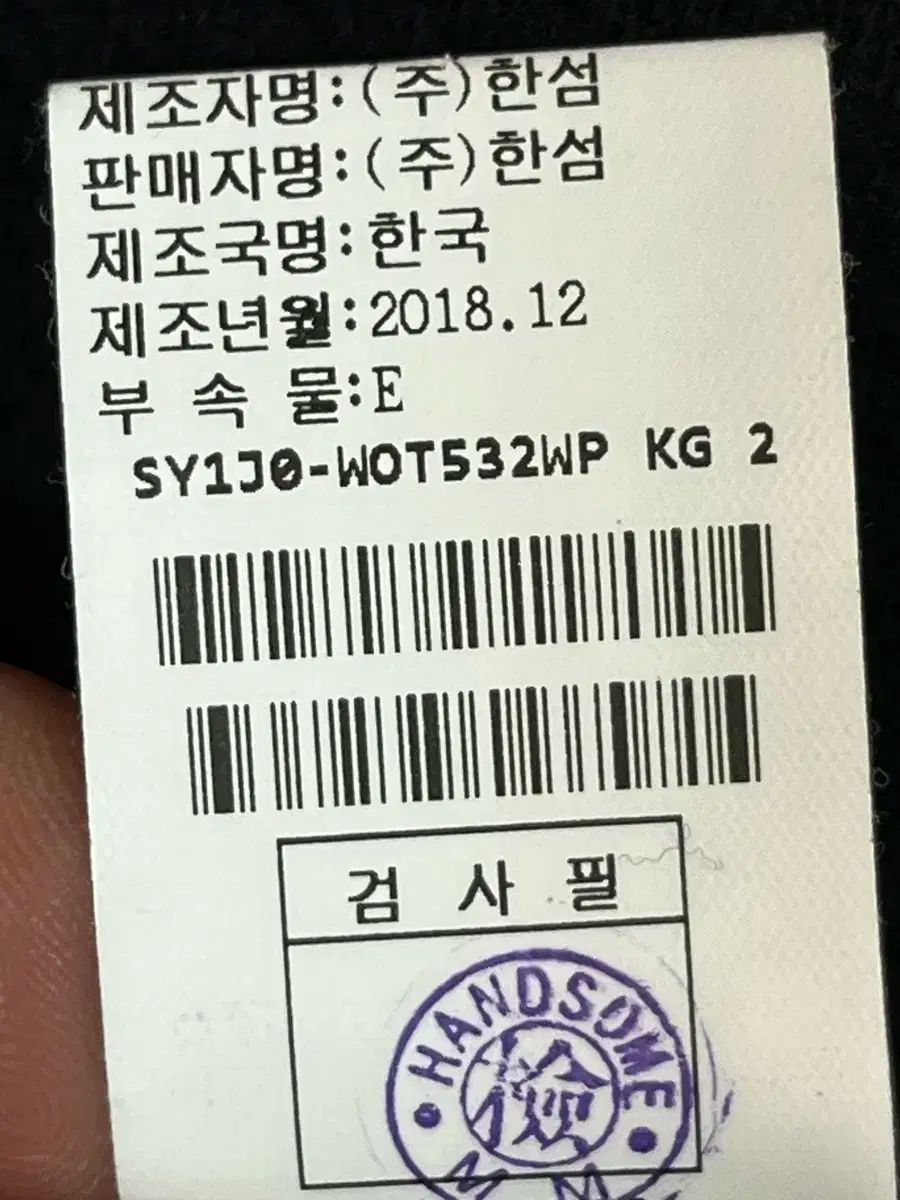 제조자명:(주)한섬
판매자명:(주)한섬
제조국명:한국
제조년월:2018.12
부 속 물:E
SY1J0-WOT532WP KG 2
검 사 필
HANDSOME
檢